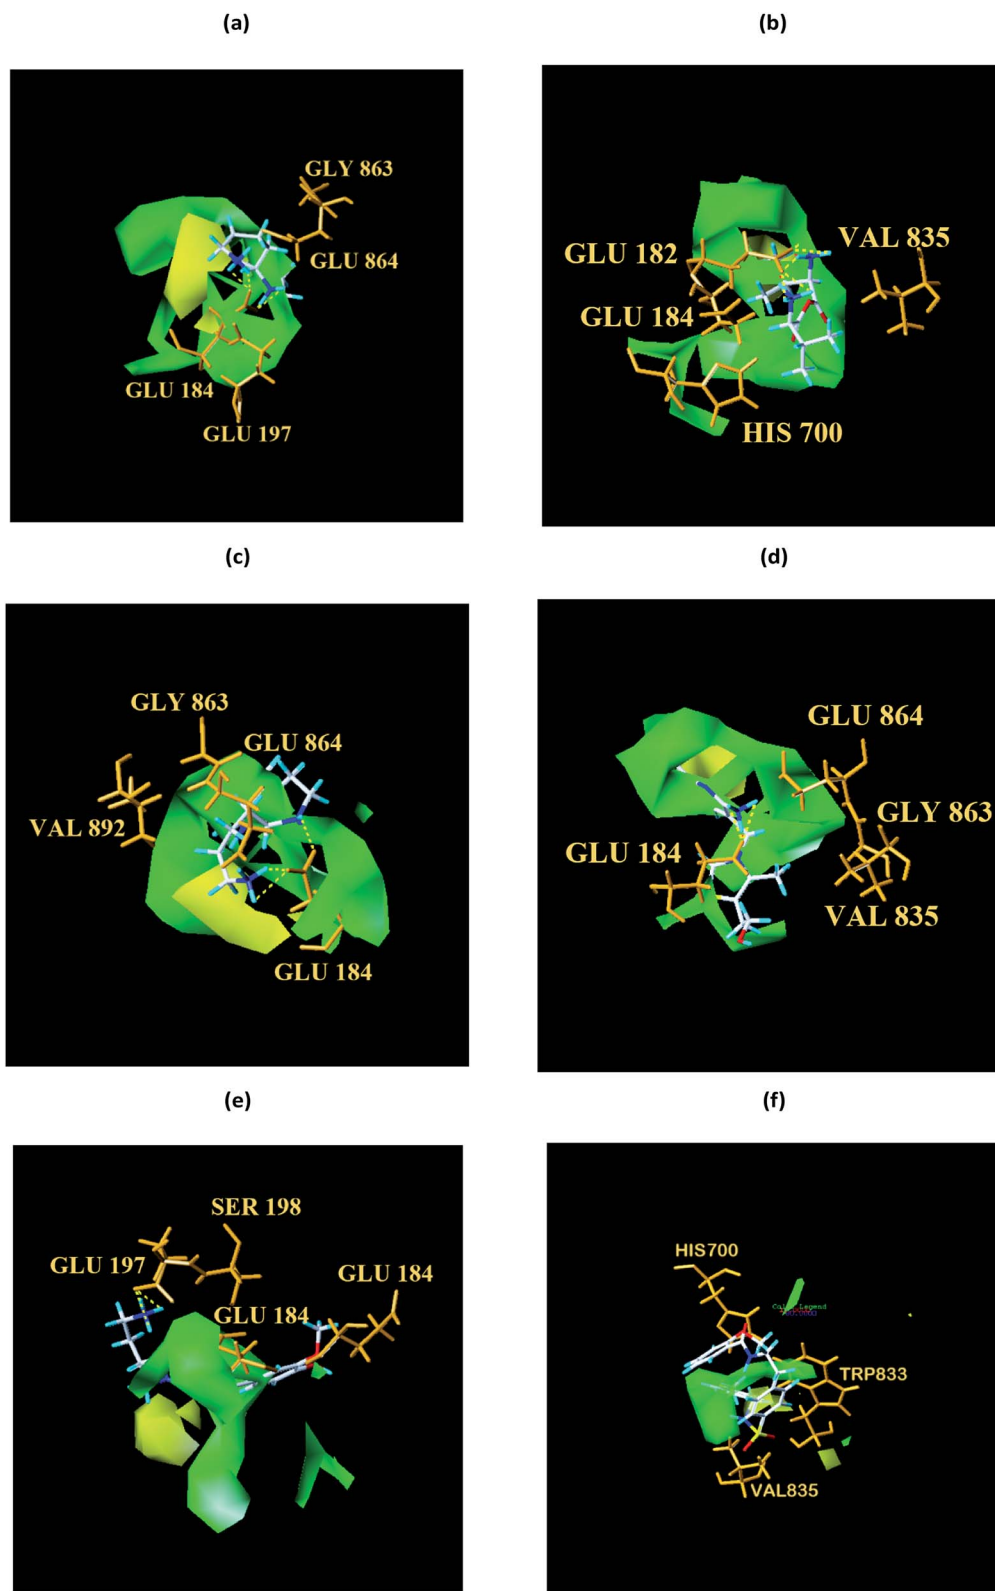 (a)
(b)
GLY 863
GLU 864
GLU 184
GLU 197
GLU 182
VAL 835
GLU 184
HIS 700
(c)
(d)
GLY 863
GLU 864
VAL 892
GLU 184
GLU 864
GLY 863
GLU 184
VAL 835
(e)
(f)
SER 198
GLU 197
GLU 184
GLU 184
HIS700
Color Legend
TRP833
VAL835